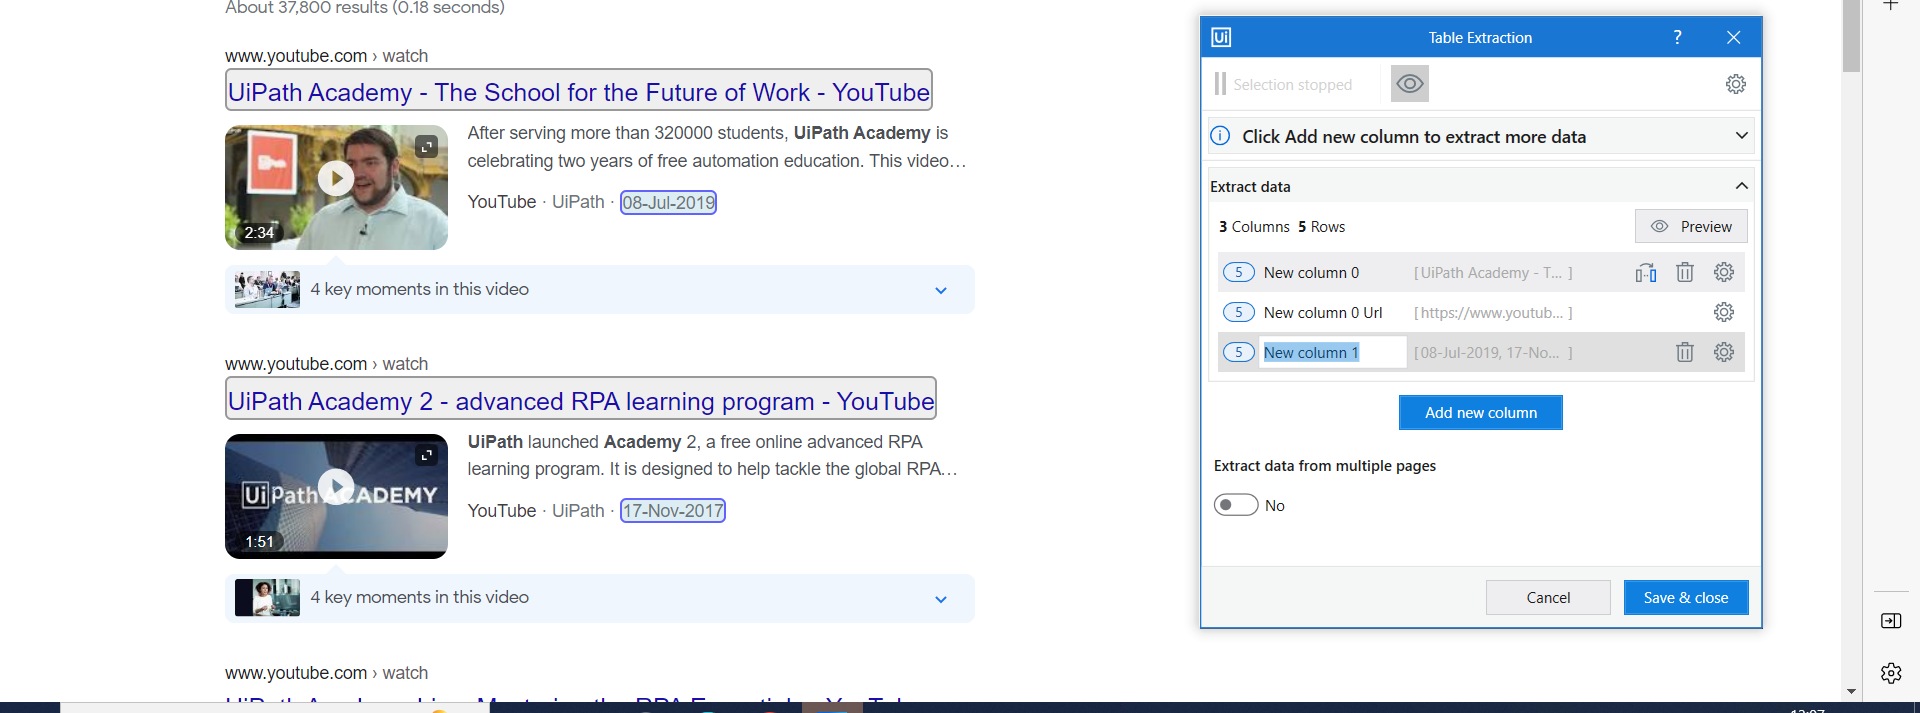 About 37,800 results (0.18 seconds)
www.youtube.com › watch
UiPath Academy - The School for the Future of Work - YouTube
After serving more than 320000 students, UiPath Academy is
celebrating two years of free automation education. This video...
YouTube · UiPath · 08-Jul-2019
2:34
4 key moments in this video
www.youtube.com › watch
UiPath Academy 2 - advanced RPA learning program - YouTube
UiPath launched Academy 2, a free online advanced RPA
learning program. It is designed to help tackle the global RPA...
UiPath ACADEMY
YouTube · UiPath · 17-Nov-2017
1:51
4 key moments in this video
www.youtube.com › watch
Ui Table Extraction ?
Selection stopped
Click Add new column to extract more data
Extract data
3 Columns 5 Rows Preview
5 New column 0 [ UiPath Academy - T... ]
5 New column 0 Url [ https://www.youtub... ]
5 New column 1 [ 08-Jul-2019, 17-No... ]
Add new column
Extract data from multiple pages
No
Cancel Save & close